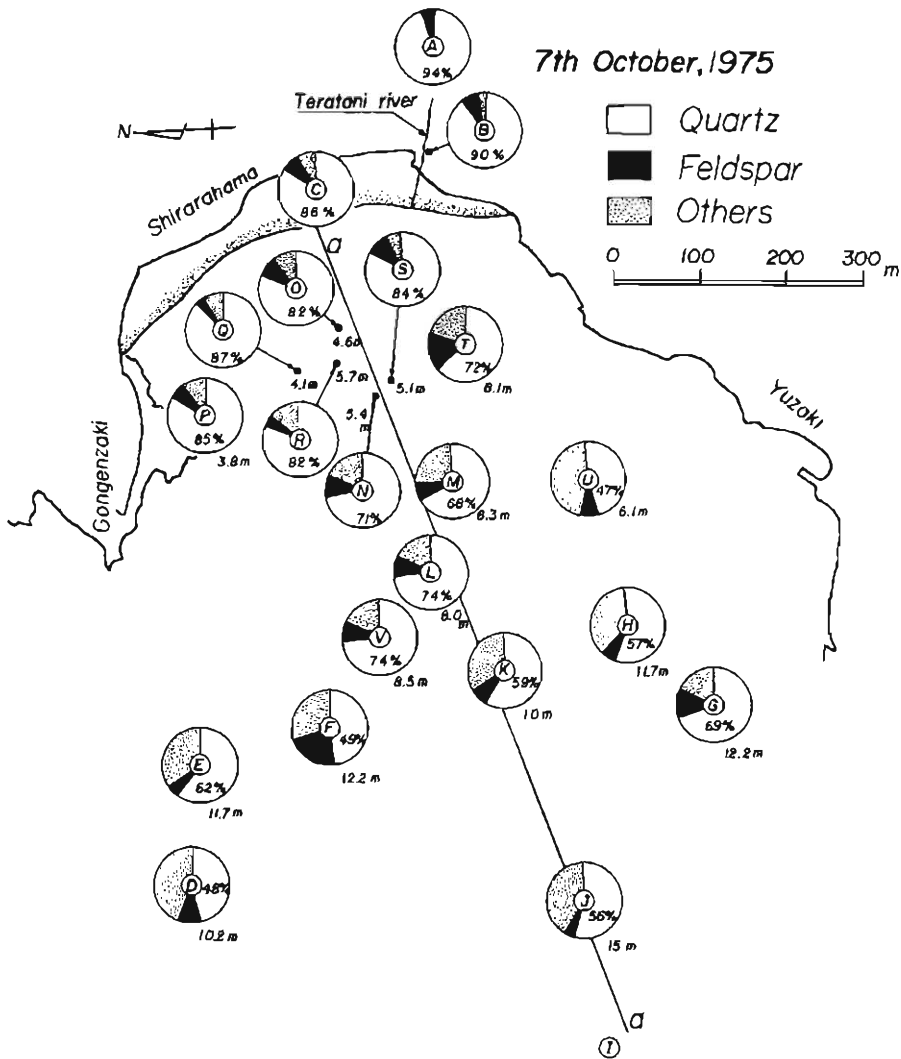 7th October, 1975
Quartz
Feldspar
Others
0 100 200 300 m
N
Teratani river
Shirarahama
Gongenzaki
Yuzaki
A
94%
B
90%
C
86%
a
S
84%
5.1m
O
82%
4.6m
Q
87%
4.1m
T
72%
8.1m
P
85%
3.8m
R
82%
5.7m
5.4
m
N
71%
M
68%
8.3m
U
47%
6.1m
L
74%
8.0
m
V
74%
8.5m
H
57%
11.7m
K
59%
10m
G
69%
12.2m
F
49%
12.2m
E
62%
11.7m
D
48%
10.2m
J
56%
15m
a
I